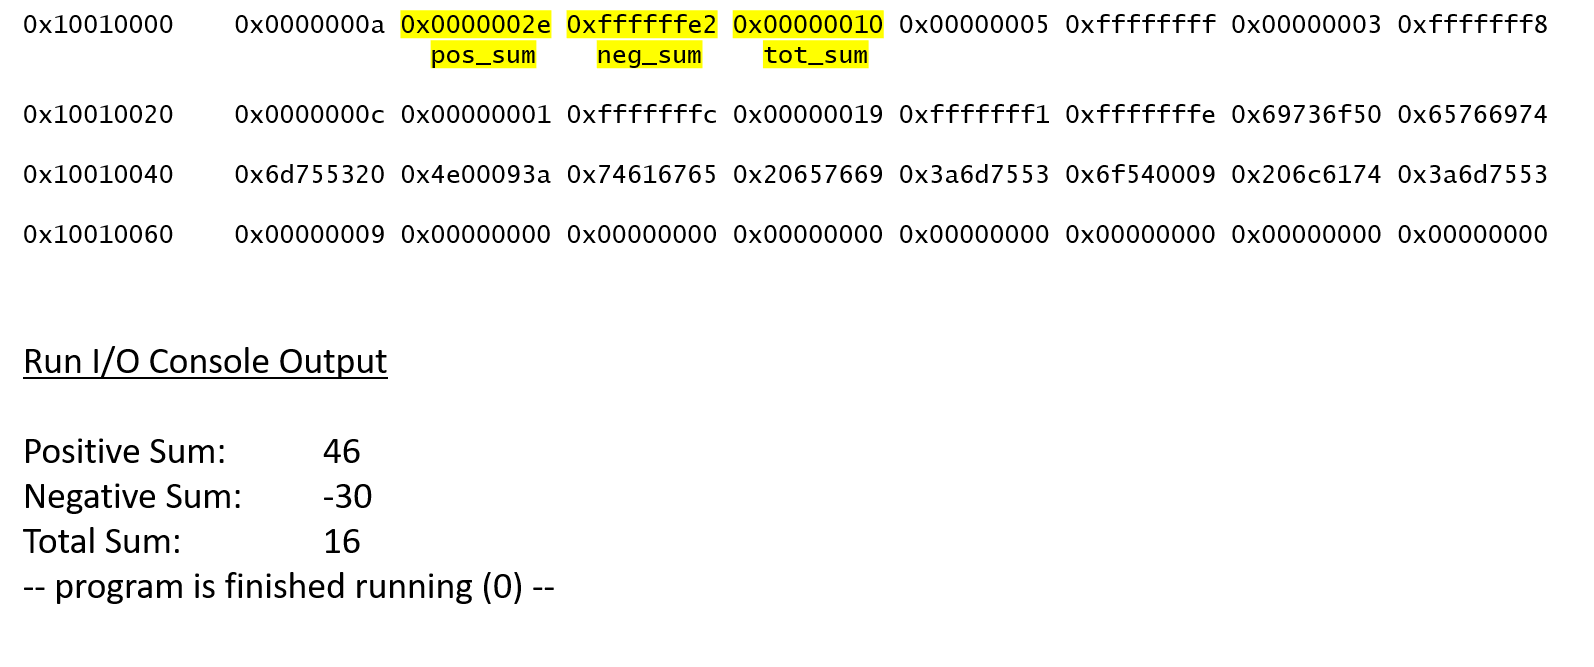 0x10010000 0x0000000a 0x0000002e 0xffffffe2 0x00000010 0x00000005 0xffffffff 0x00000003 0xfffffff8
pos_sum neg_sum tot_sum
0x10010020 0x0000000c 0x00000001 0xfffffffc 0x00000019 0xfffffff1 0xfffffffe 0x69736f50 0x65766974
0x10010040 0x6d755320 0x4e00093a 0x74616765 0x20657669 0x3a6d7553 0x6f540009 0x206c6174 0x3a6d7553
0x10010060 0x00000009 0x00000000 0x00000000 0x00000000 0x00000000 0x00000000 0x00000000 0x00000000
Run I/O Console Output
Positive Sum: 46
Negative Sum: -30
Total Sum: 16
-- program is finished running (0) --